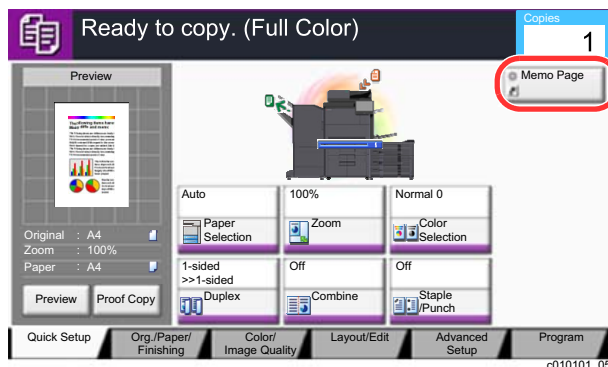 Ready to copy. (Full Color)
Copies
1
Memo Page
Preview
Original : A4
Zoom : 100%
Paper : A4
Preview
Proof Copy
Auto
Paper
Selection
100%
Zoom
Normal 0
Color
Selection
1-sided
>>1-sided
Duplex
Off
Combine
Off
Staple
/Punch
Quick Setup
Org./Paper/
Finishing
Color/
Image Quality
Layout/Edit
Advanced
Setup
Program
c010101_05